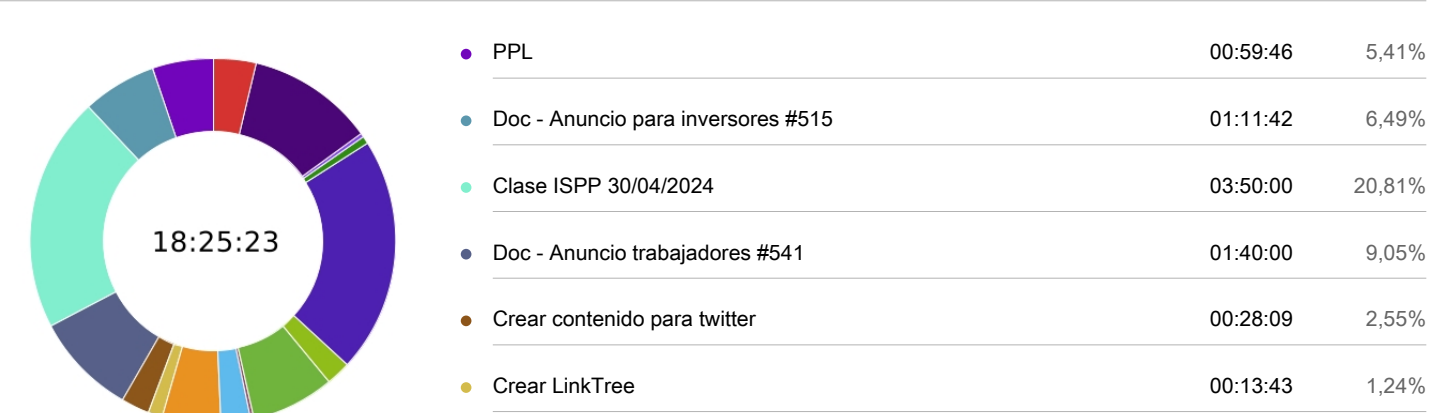 18:25:23
PPL 00:59:46 5,41%
Doc - Anuncio para inversores #515 01:11:42 6,49%
Clase ISPP 30/04/2024 03:50:00 20,81%
Doc - Anuncio trabajadores #541 01:40:00 9,05%
Crear contenido para twitter 00:28:09 2,55%
Crear LinkTree 00:13:43 1,24%